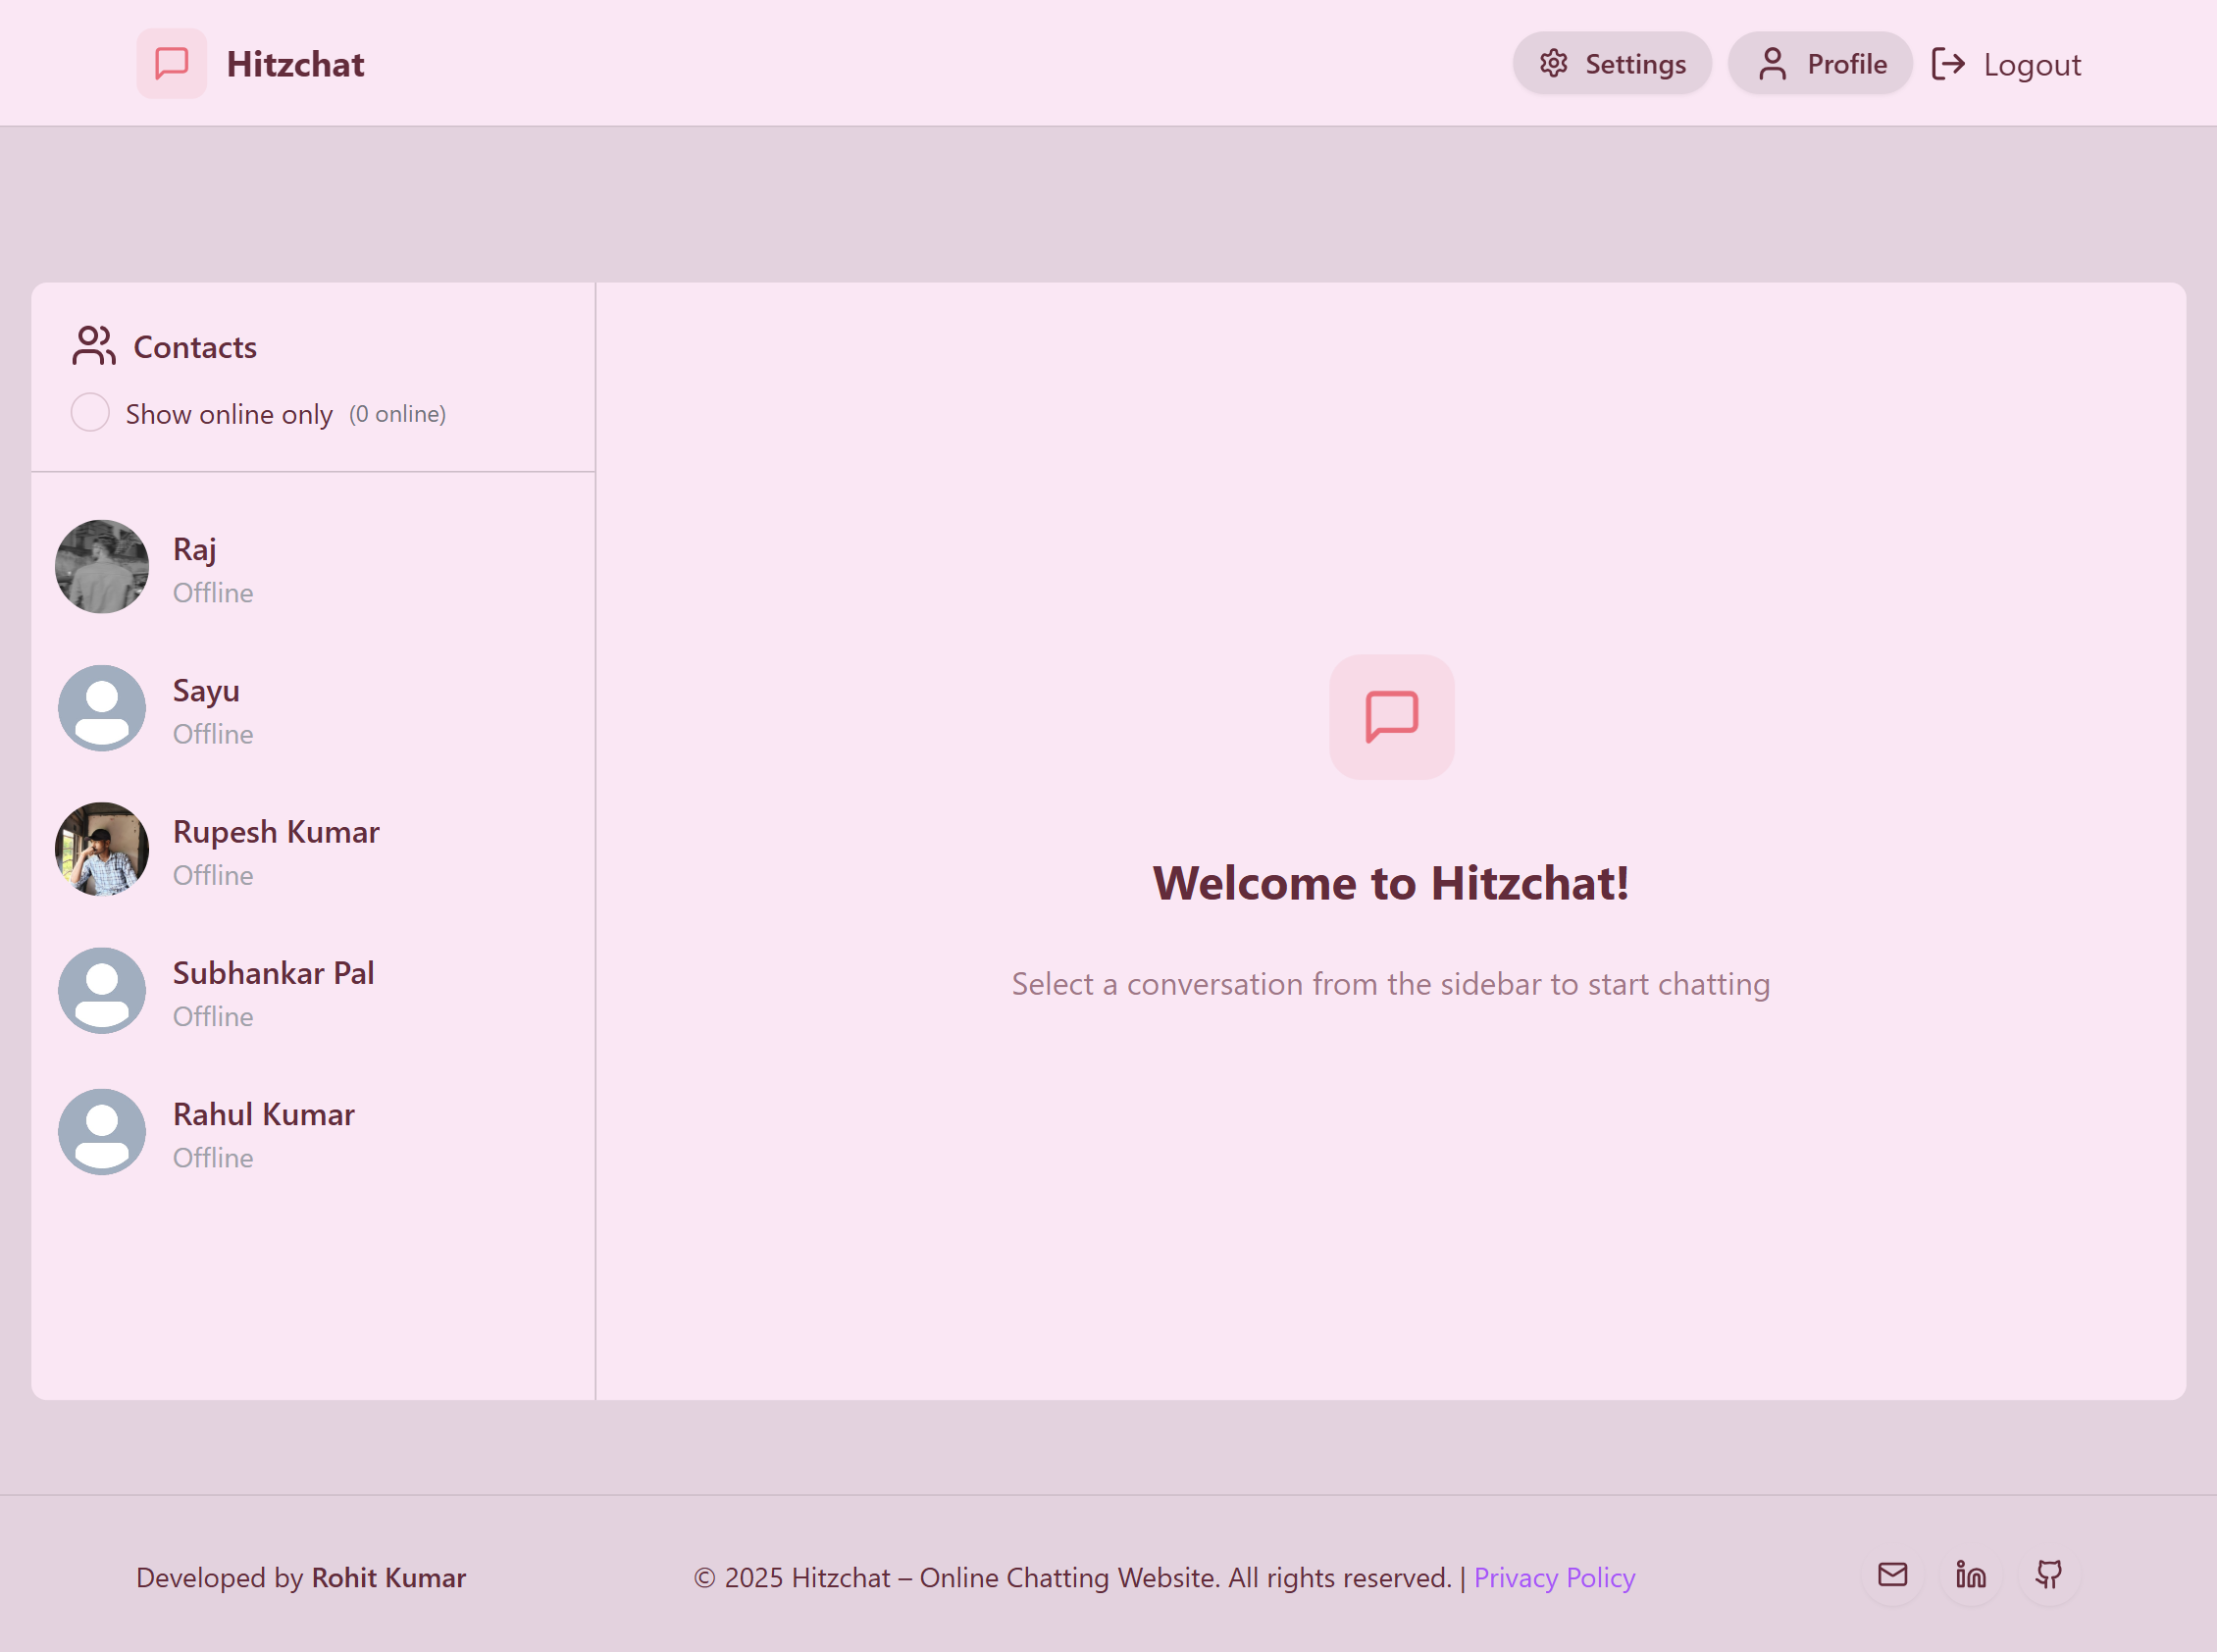 Hitzchat
Settings
Profile
Logout
Contacts
Show online only (0 online)
Raj
Offline
Sayu
Offline
Rupesh Kumar
Offline
Subhankar Pal
Offline
Rahul Kumar
Offline
Welcome to Hitzchat!
Select a conversation from the sidebar to start chatting
Developed by Rohit Kumar
© 2025 Hitzchat – Online Chatting Website. All rights reserved. | Privacy Policy